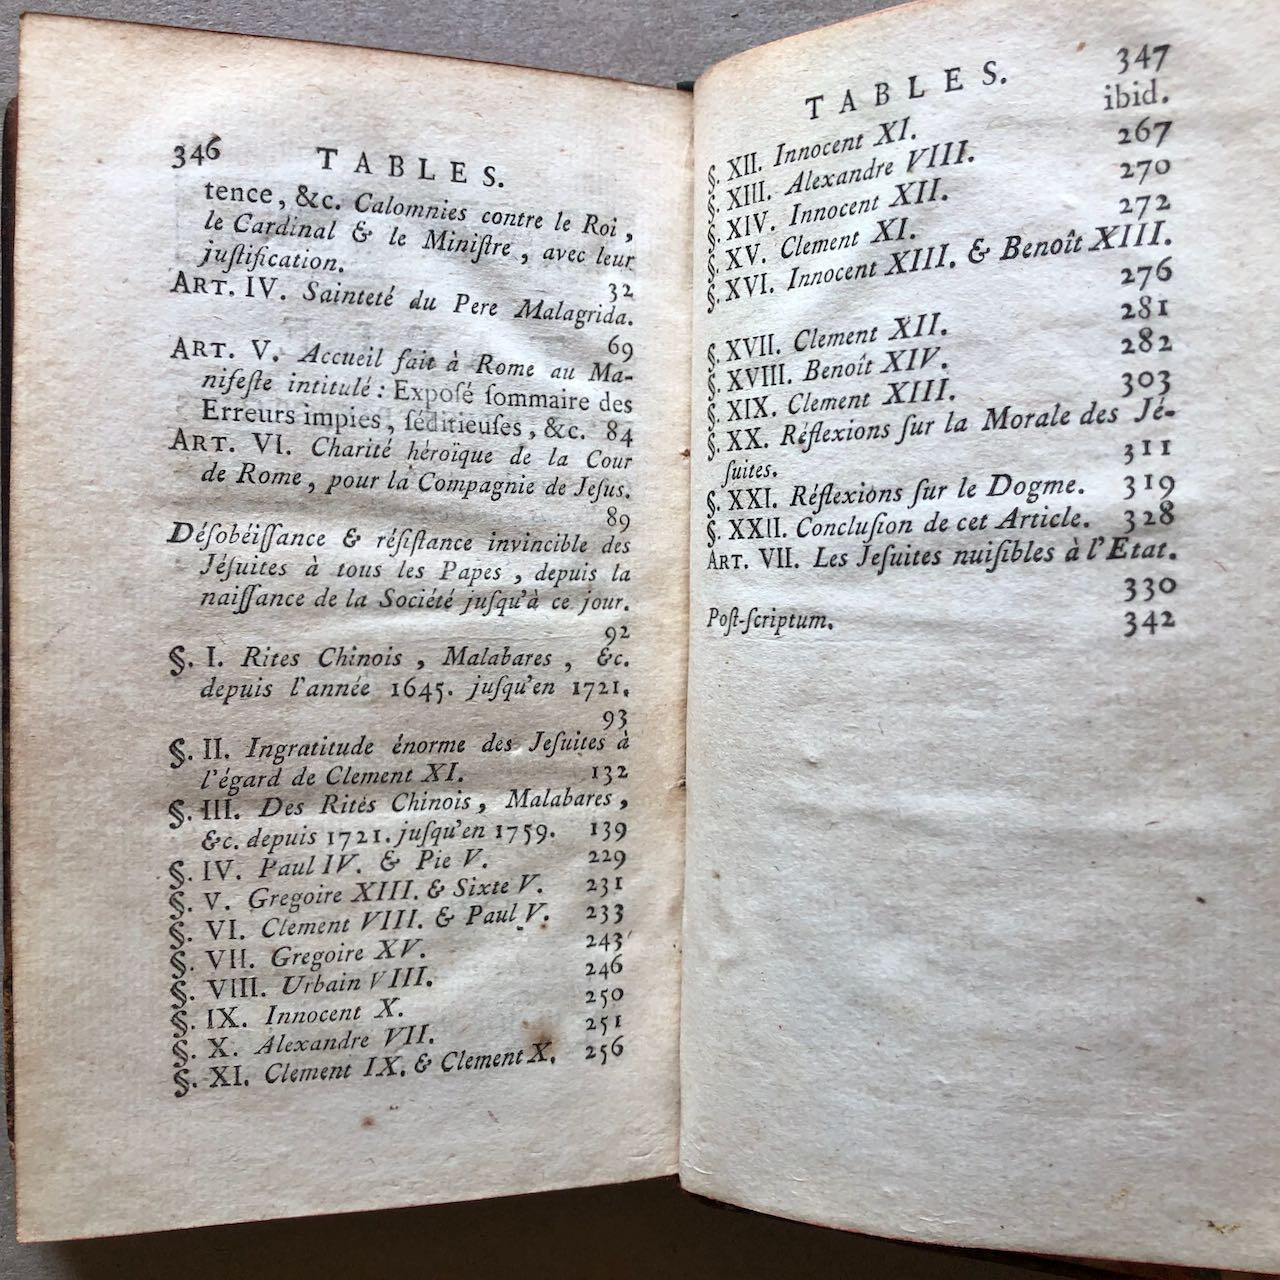 346 TABLES.
tence, &c. Calomnies contre le Roi,
le Cardinal & le Miniſtre, avec leur
juſtification. 32
ART. IV. Sainteté du Pere Malagrida.
69
ART. V. Accueil fait à Rome au Ma-
nifeſte intitulé : Expoſé ſommaire des
Erreurs impies, ſéditieuſes, &c. 84
ART. VI. Charité héroïque de la Cour
de Rome, pour la Compagnie de Jeſus.
89
Déſobéiſſance & réſiſtance invincible des
Jéſuites à tous les Papes, depuis la
naiſſance de la Société juſqu'à ce jour.
92
§. I. Rites Chinois, Malabares, &c.
depuis l'année 1645. juſqu'en 1721.
93
§. II. Ingratitude énorme des Jeſuites à
l'égard de Clement XI. 132
§. III. Des Rites Chinois, Malabares,
&c. depuis 1721. juſqu'en 1759. 139
§. IV. Paul IV. & Pie V. 229
§. V. Gregoire XIII. & Sixte V. 231
§. VI. Clement VIII. & Paul V. 233
§. VII. Gregoire XV. 243
§. VIII. Urbain VIII. 246
§. IX. Innocent X. 250
§. X. Alexandre VII. 251
§. XI. Clement IX. & Clement X. 256
TABLES. 347
§. XII. Innocent XI. ibid.
§. XIII. Alexandre VIII. 267
§. XIV. Innocent XII. 270
§. XV. Clement XI. 272
§. XVI. Innocent XIII. & Benoît XIII.
276
§. XVII. Clement XII. 281
§. XVIII. Benoît XIV. 282
§. XIX. Clement XIII. 303
§. XX. Réflexions ſur la Morale des Jé-
ſuites. 311
§. XXI. Réflexions ſur le Dogme. 319
§. XXII. Concluſion de cet Article. 328
ART. VII. Les Jeſuites nuiſibles à l'Etat.
330
Poſt-ſcriptum. 342